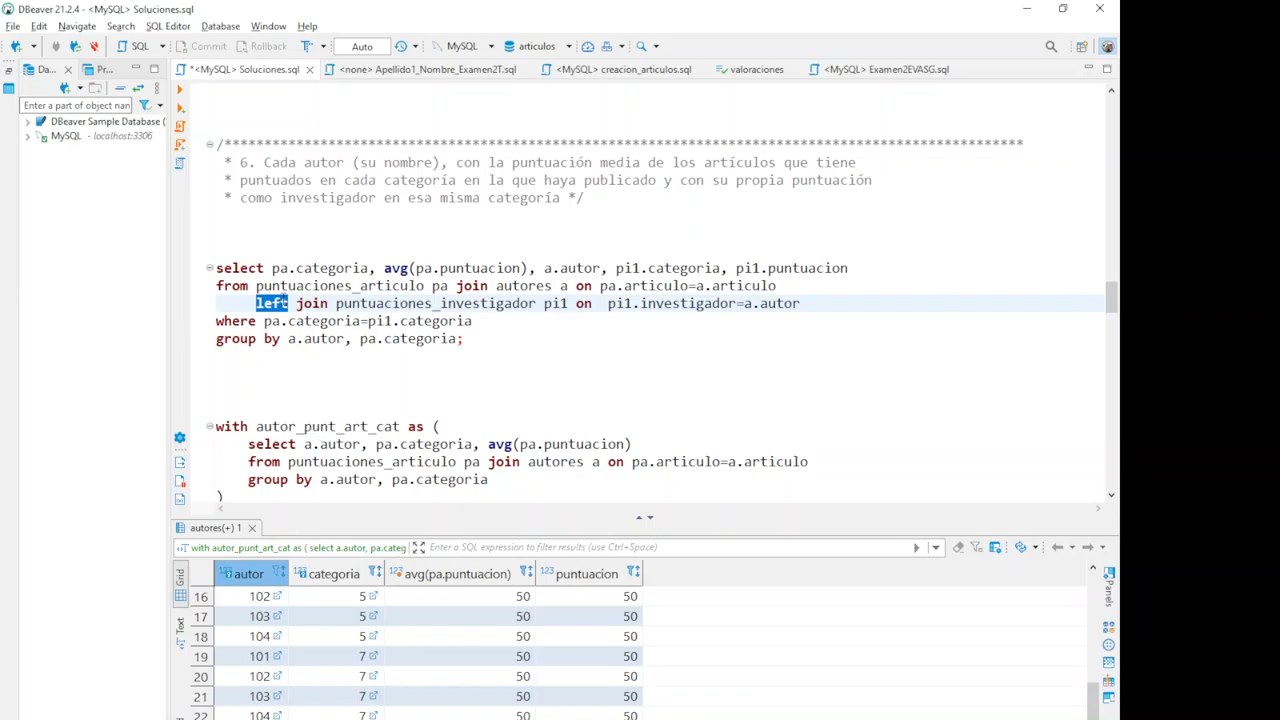 DBeaver 21.2.4 - <MySQL> Soluciones.sql
File Edit Navigate Search SQL Editor Database Window Help
SQL Commit Rollback Auto MySQL articulos
Da... Pr... *<MySQL> Soluciones.sql <none> Apellido1_Nombre_Examen2T.sql <MySQL> creacion_articulos.sql valoraciones <MySQL> Examen2EVASG.sql
Enter a part of object nan
DBeaver Sample Database (
MySQL - localhost:3306
/****************************************************************************************************
* 6. Cada autor (su nombre), con la puntuación media de los artículos que tiene
* puntuados en cada categoría en la que haya publicado y con su propia puntuación
* como investigador en esa misma categoría */
select pa.categoria, avg(pa.puntuacion), a.autor, pi1.categoria, pi1.puntuacion
from puntuaciones_articulo pa join autores a on pa.articulo=a.articulo
left join puntuaciones_investigador pi1 on  pi1.investigador=a.autor
where pa.categoria=pi1.categoria
group by a.autor, pa.categoria;
with autor_punt_art_cat as (
select a.autor, pa.categoria, avg(pa.puntuacion)
from puntuaciones_articulo pa join autores a on pa.articulo=a.articulo
group by a.autor, pa.categoria
)
autores(+) 1
with autor_punt_art_cat as ( select a.autor, pa.categ Enter a SQL expression to filter results (use Ctrl+Space)
Grid autor categoria avg(pa.puntuacion) puntuacion Panels
16 102 5 50 50
17 103 5 50 50
Text
18 104 5 50 50
19 101 7 50 50
20 102 7 50 50
21 103 7 50 50
22 104 7 50 50